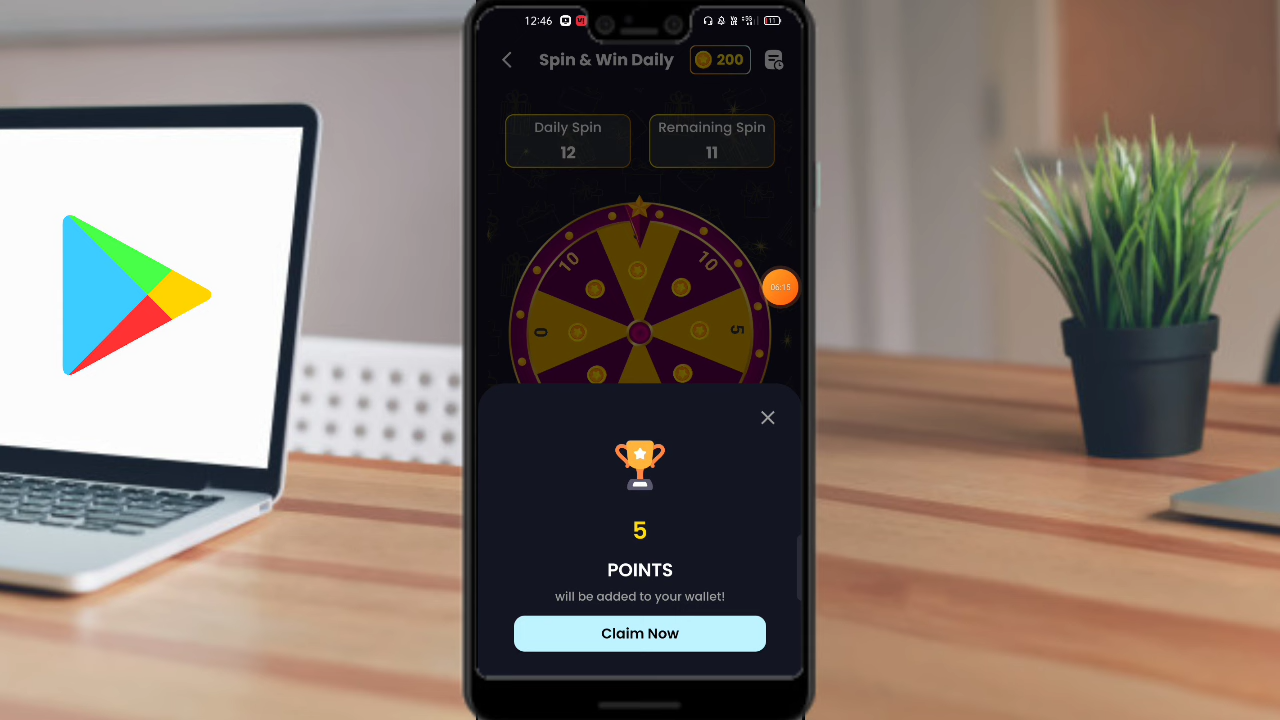 12:46
11
Spin & Win Daily
200
Daily Spin
12
Remaining Spin
11
10
10
0
5
06:15
5
POINTS
will be added to your wallet!
Claim Now